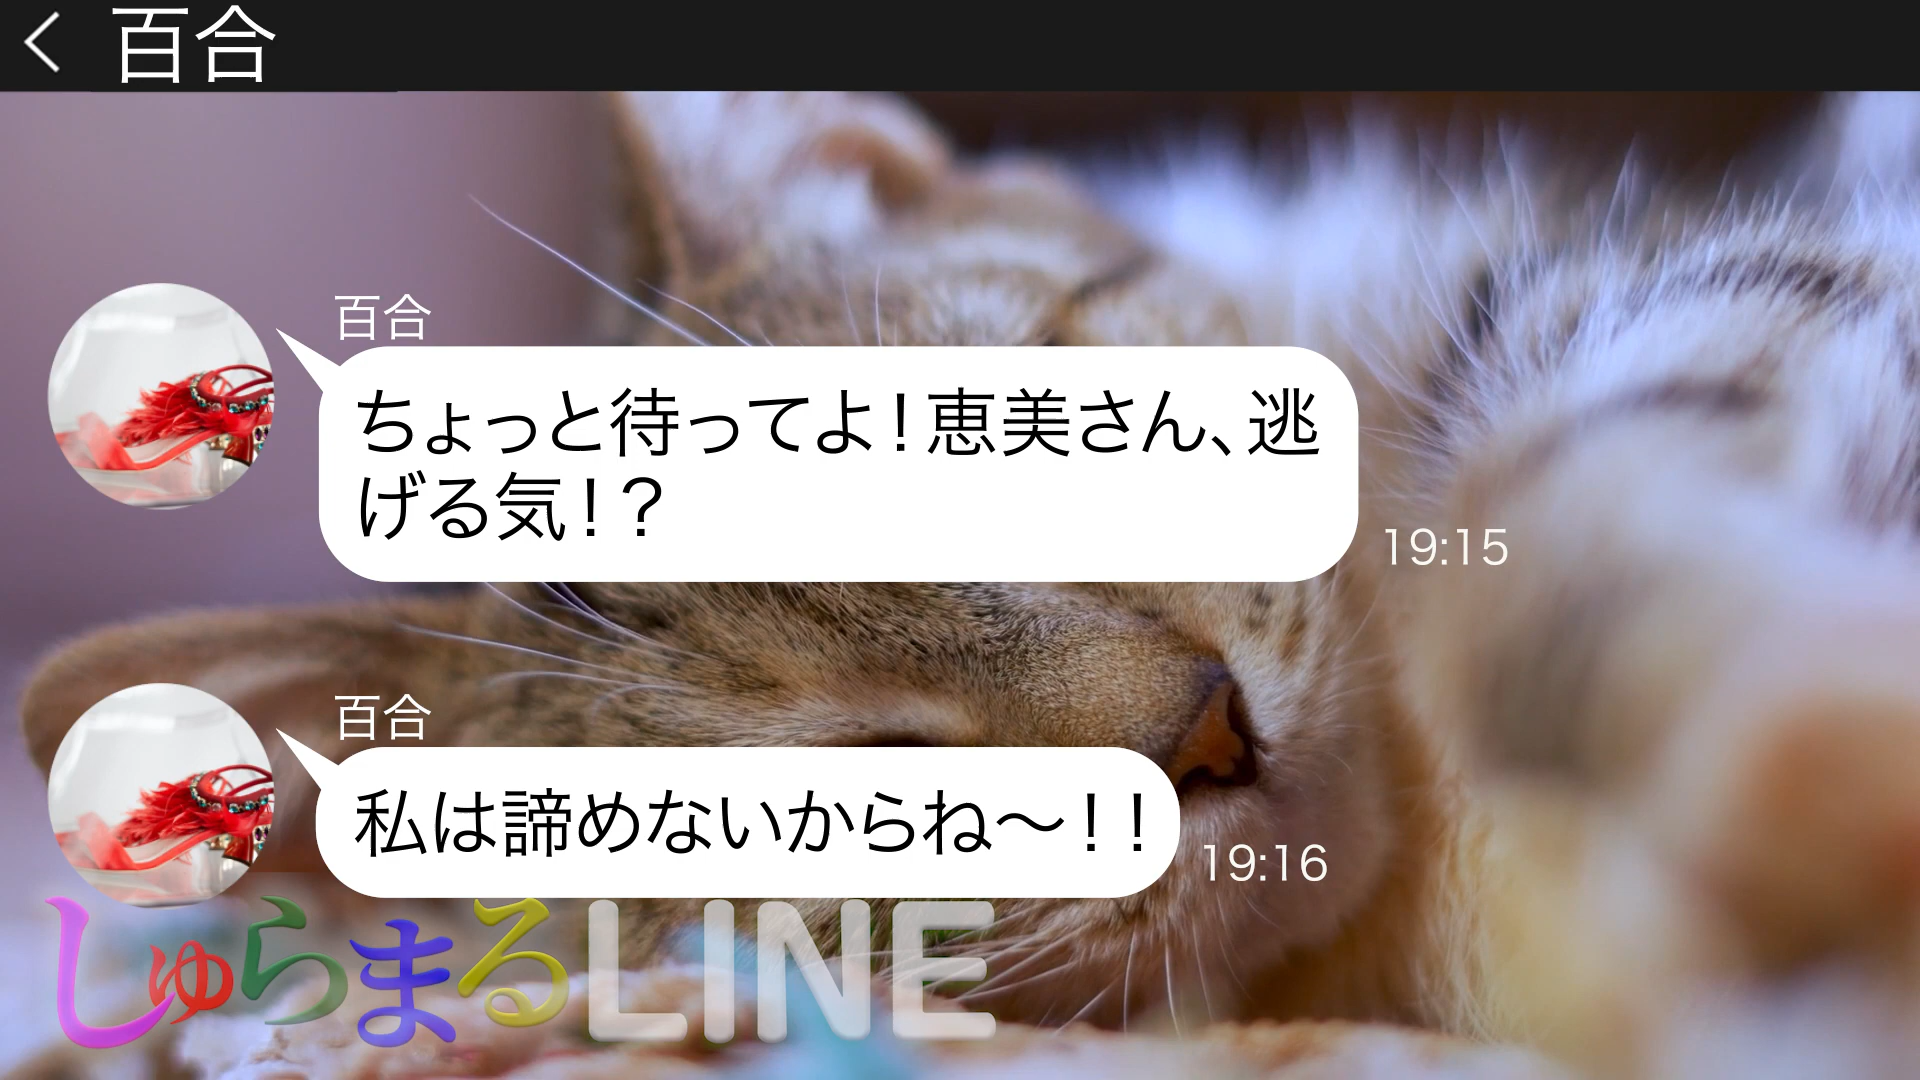 百合
百合
ちょっと待ってよ！恵美さん、逃
げる気！？
19:15
百合
私は諦めないからね〜！！
19:16
しゅらまるLINE